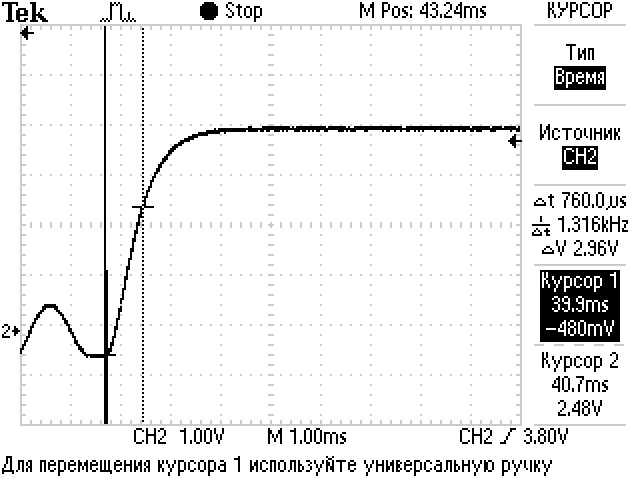 Tek Stop M Pos: 43.24ms КУРСОР
Тип
Время
Источник
CH2
Δt 760.0µs
1/Δt 1.316kHz
ΔV 2.96V
Курсор 1
39.9ms
-480mV
Курсор 2
40.7ms
2.48V
2
CH2 1.00V M 1.00ms CH2 3.80V
Для перемещения курсора 1 используйте универсальную ручку